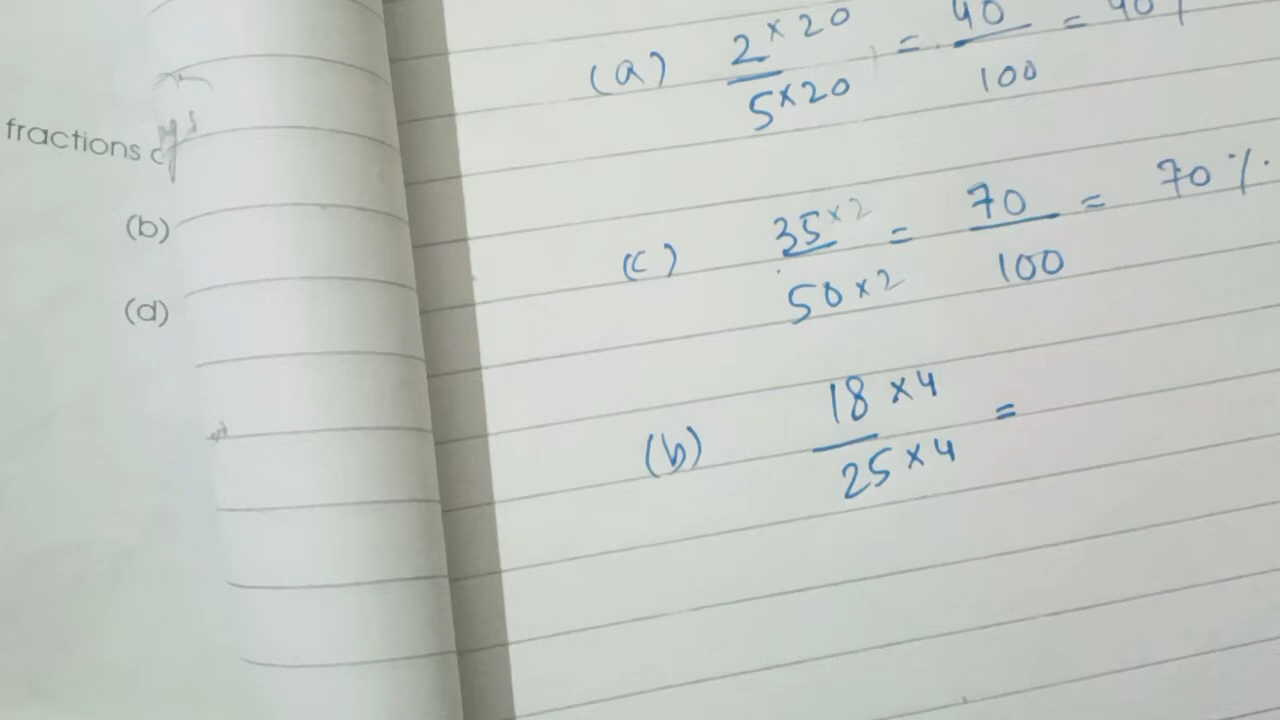 fractions
(b)
(d)
(a) 2 × 20 / 5 × 20 = 40 / 100 = 40 %
(c) 35 × 2 / 50 × 2 = 70 / 100 = 70 %.
(b) 18 × 4 / 25 × 4 =